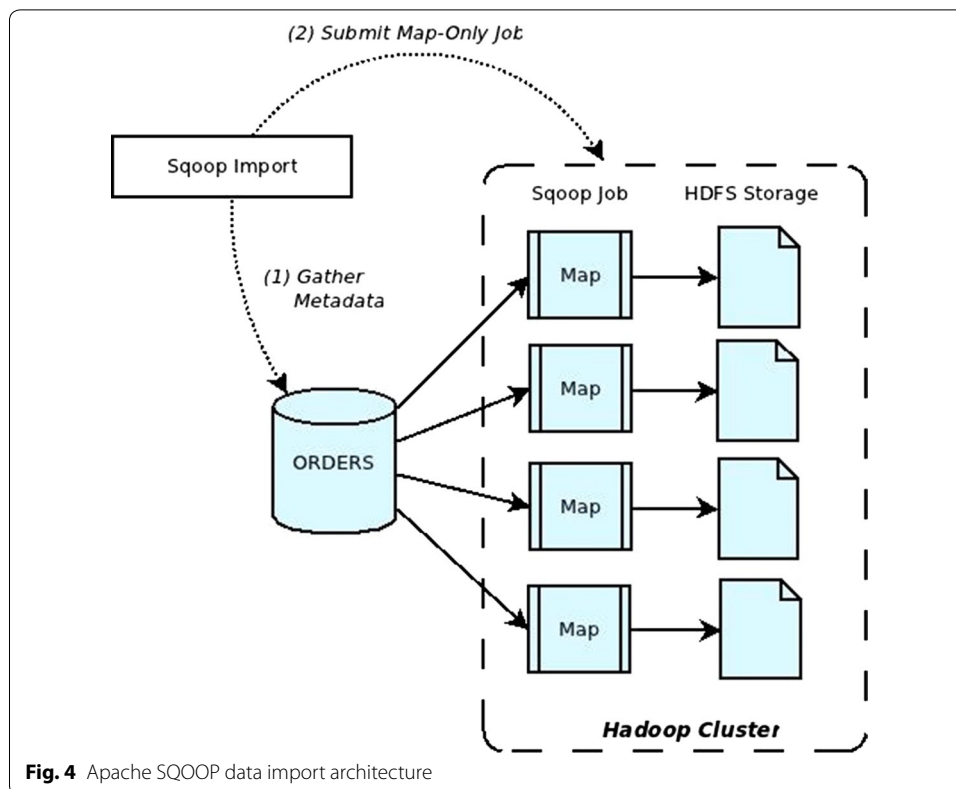 (2) Submit Map-Only Job
Sqoop Import
Sqoop Job
HDFS Storage
(1) Gather
Metadata
Map
Map
ORDERS
Map
Map
Hadoop Cluster
Fig. 4 Apache SQOOP data import architecture